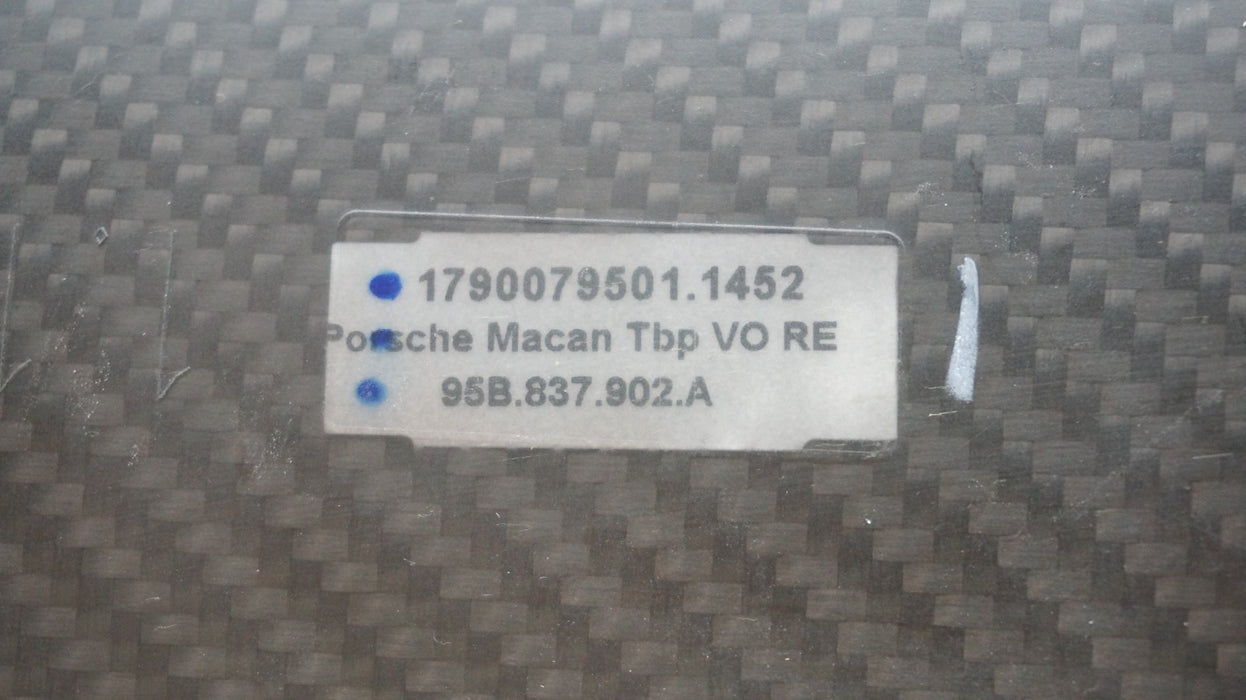 1790079501.1452
Porsche Macan Tbp VO RE
95B.837.902.A